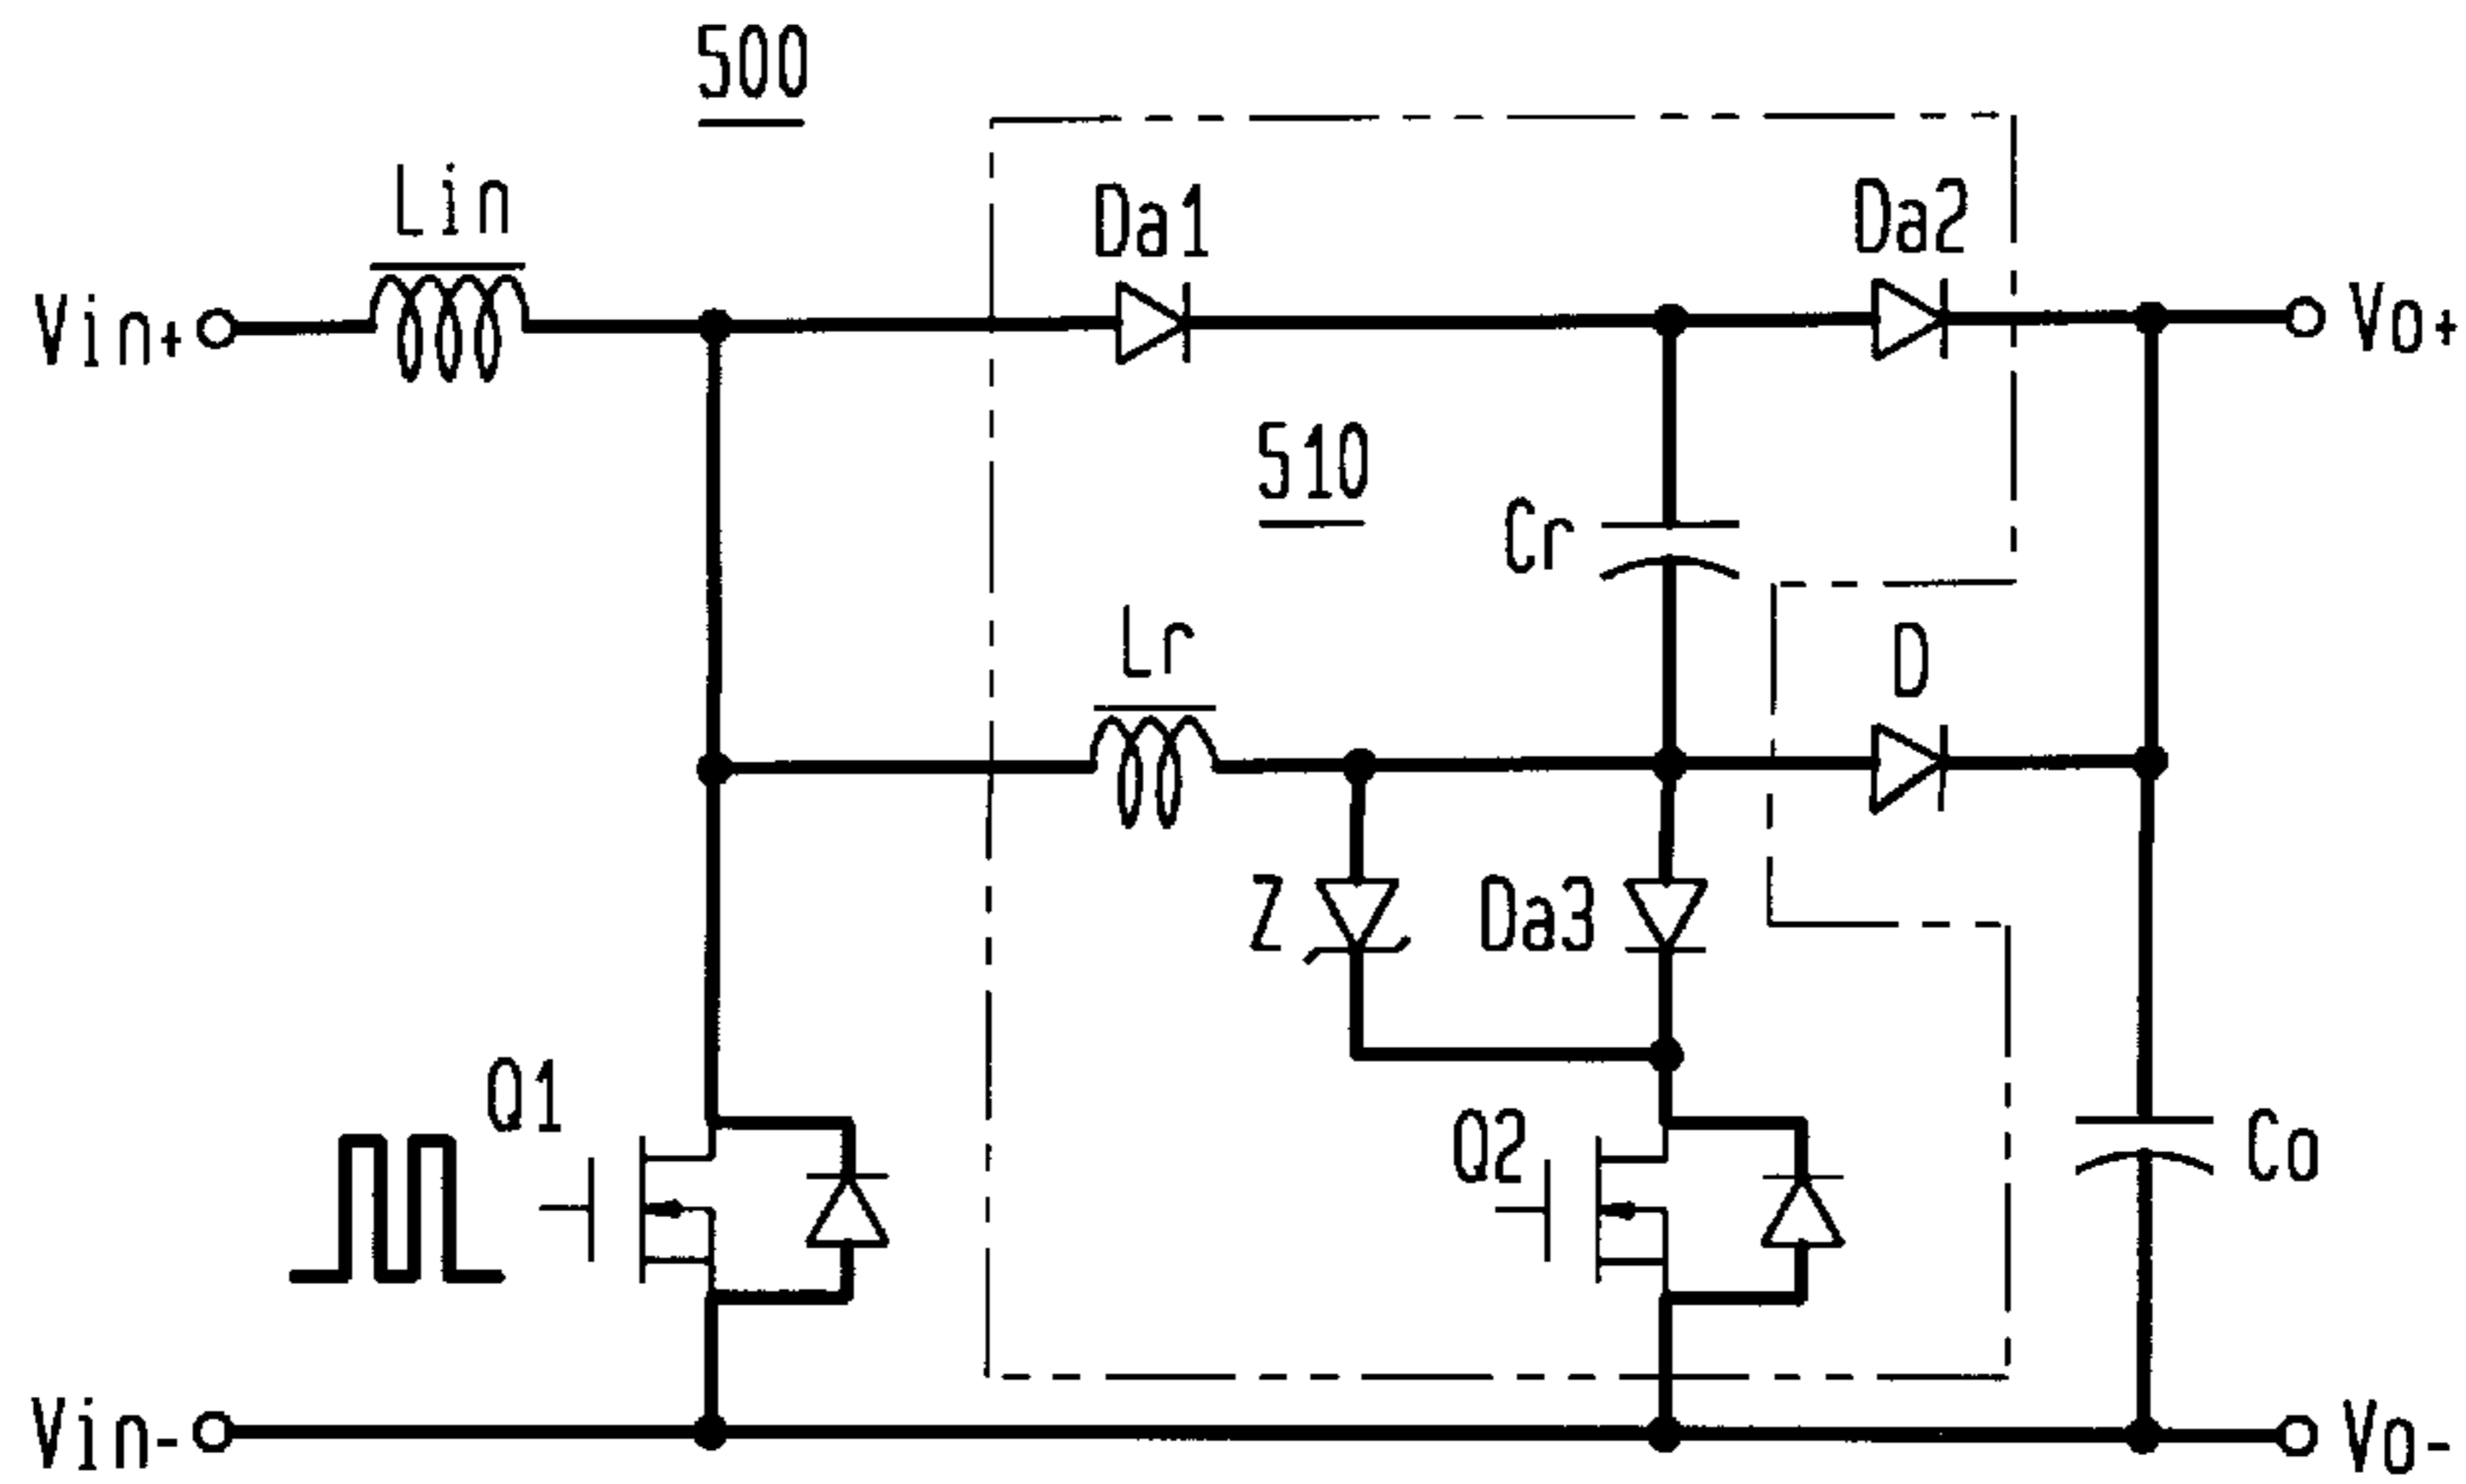 500
Lin
Da1
Da2
Vin+
Vo+
510
Cr
Lr
D
Z
Da3
Q1
Q2
Co
Vin-
Vo-